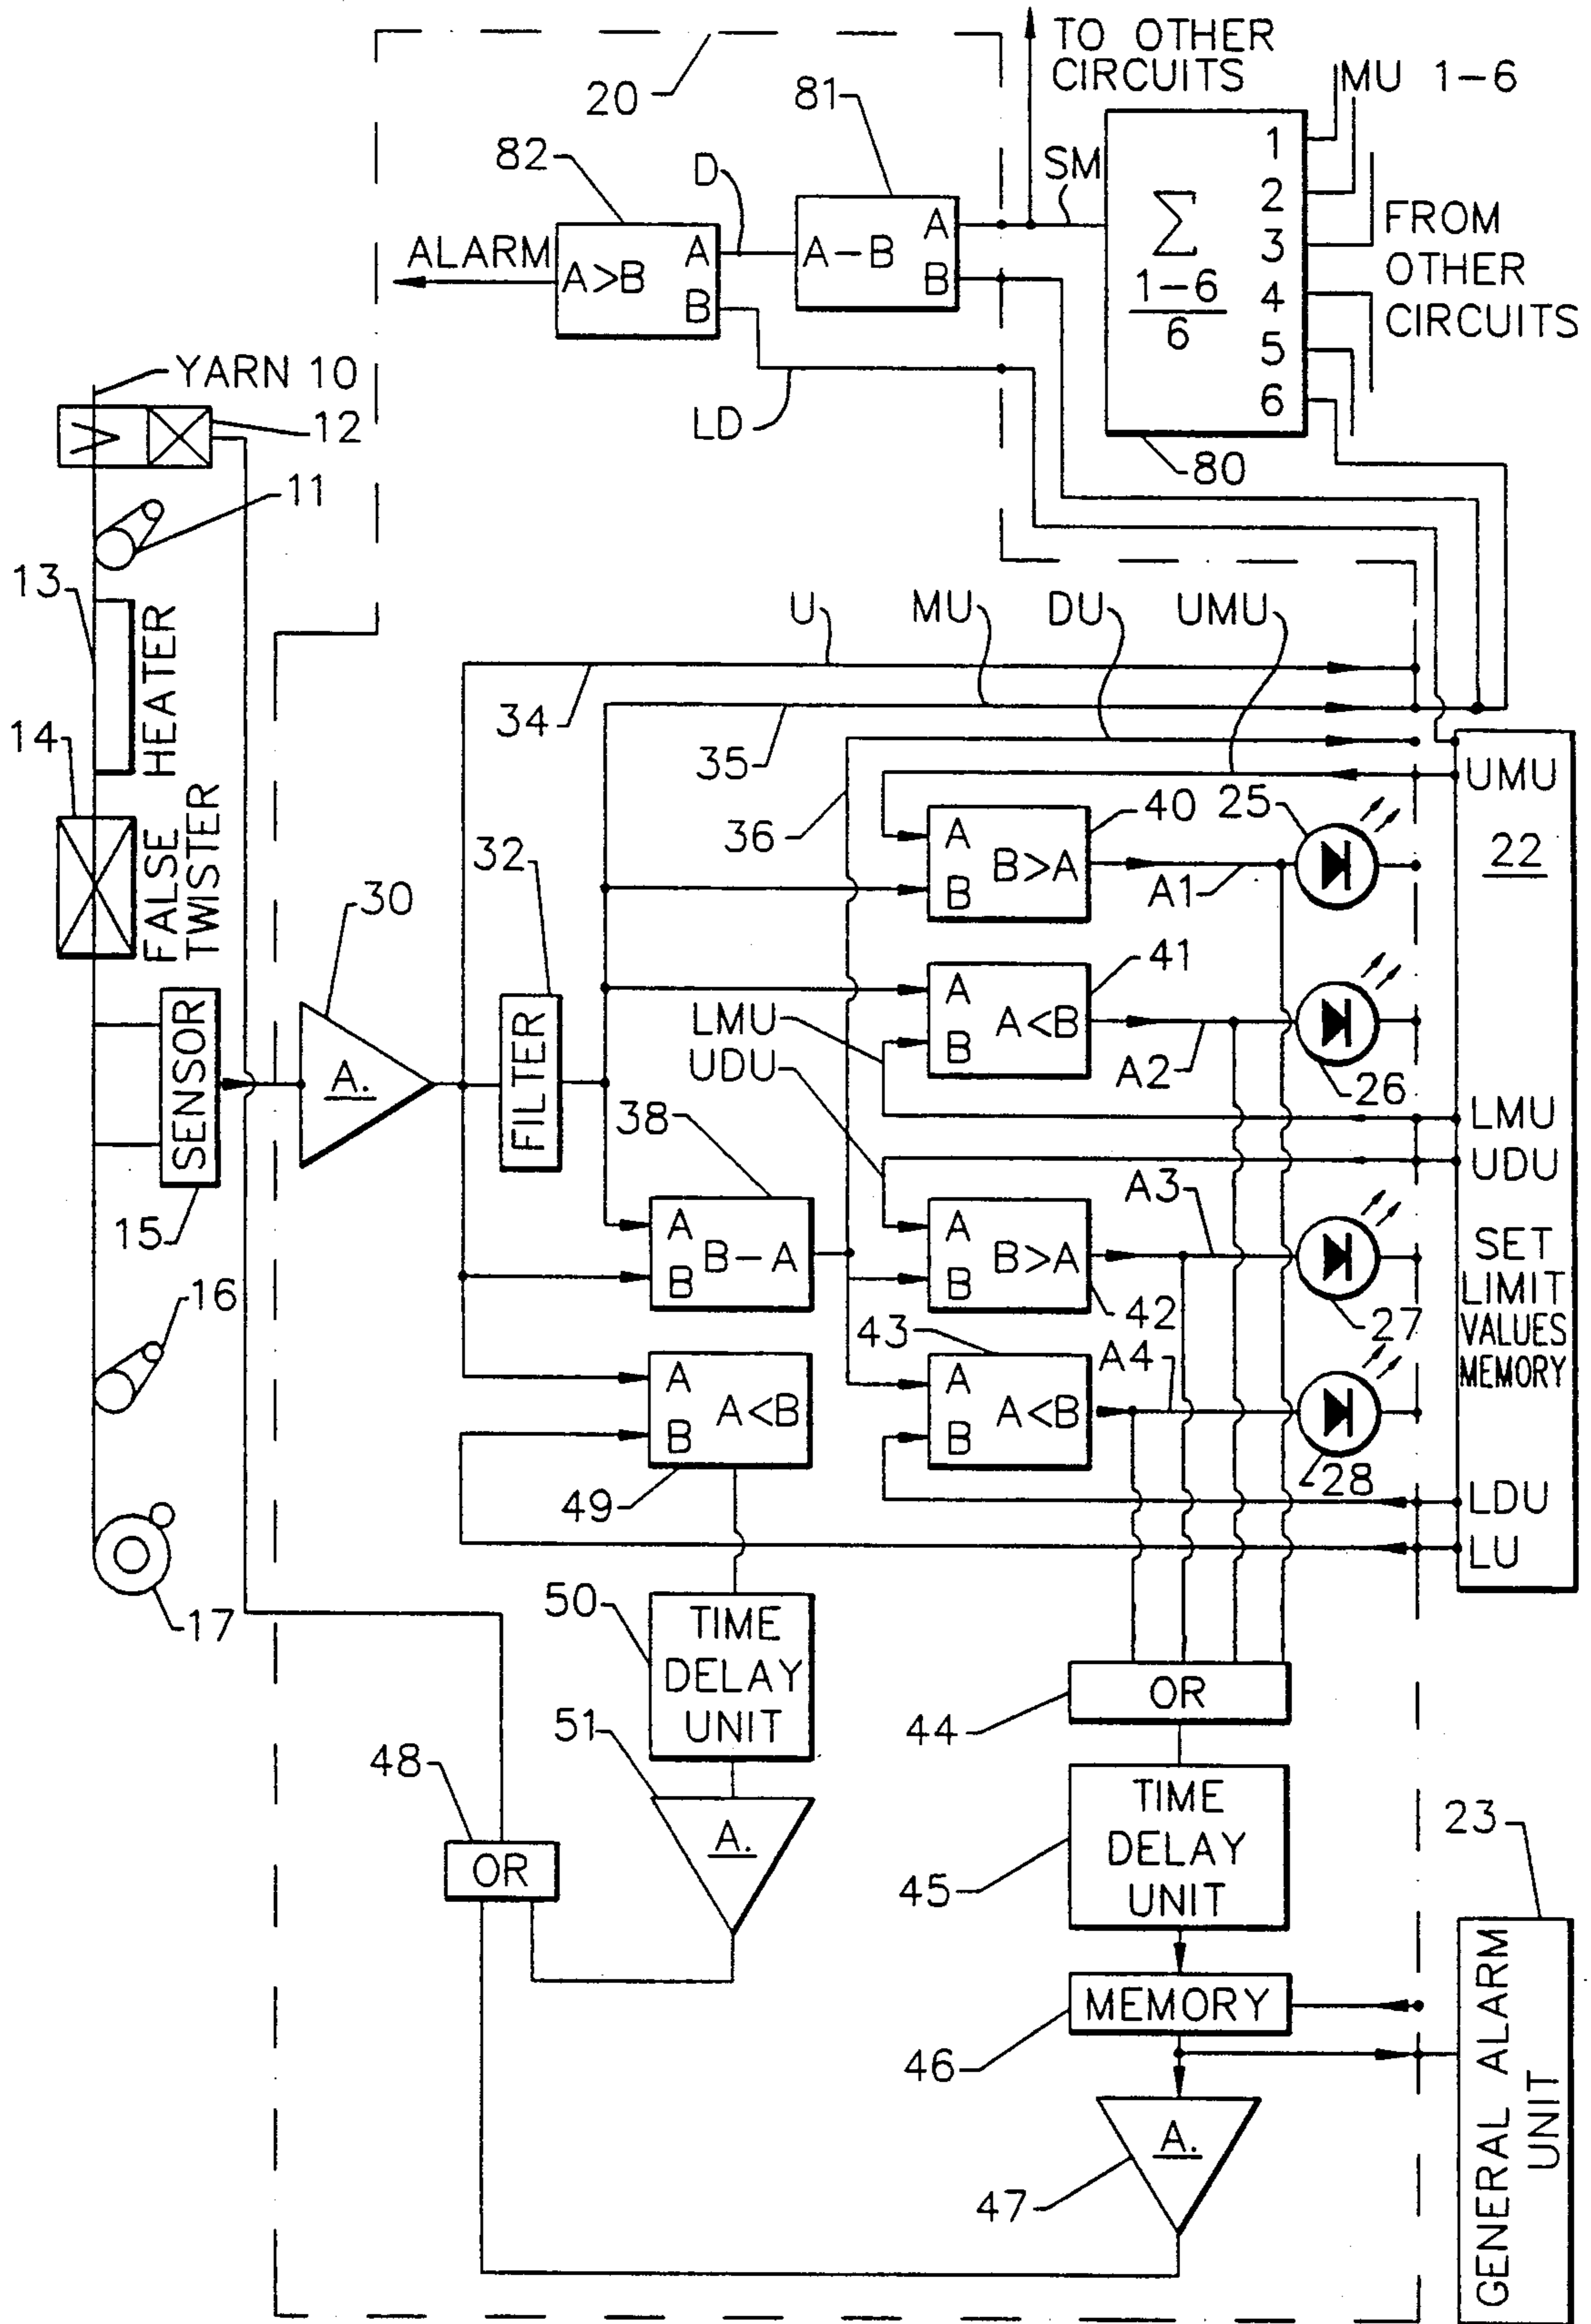 TO OTHER
CIRCUITS
MU 1-6
20
81
82
D
SM
1
2
3
4
5
6
Σ
1-6
6
FROM
OTHER
CIRCUITS
ALARM
A>B
A
B
A-B
A
B
LD
80
YARN 10
12
11
13
HEATER
U
MU
DU
UMU
34
35
36
14
FALSE
TWISTER
UMU
22
40
25
A
B
B>A
A1
32
30
A.
FILTER
41
A
B
A<B
LMU
UDU
A2
26
SENSOR
15
38
LMU
UDU
A
B
B-A
A3
A
B
B>A
42
27
SET
LIMIT
VALUES
MEMORY
16
43
A4
A
B
A<B
49
A
B
A<B
28
LDU
LU
17
50
TIME
DELAY
UNIT
OR
44
51
A.
48
OR
TIME
DELAY
UNIT
45
23
MEMORY
46
A.
47
GENERAL ALARM
UNIT